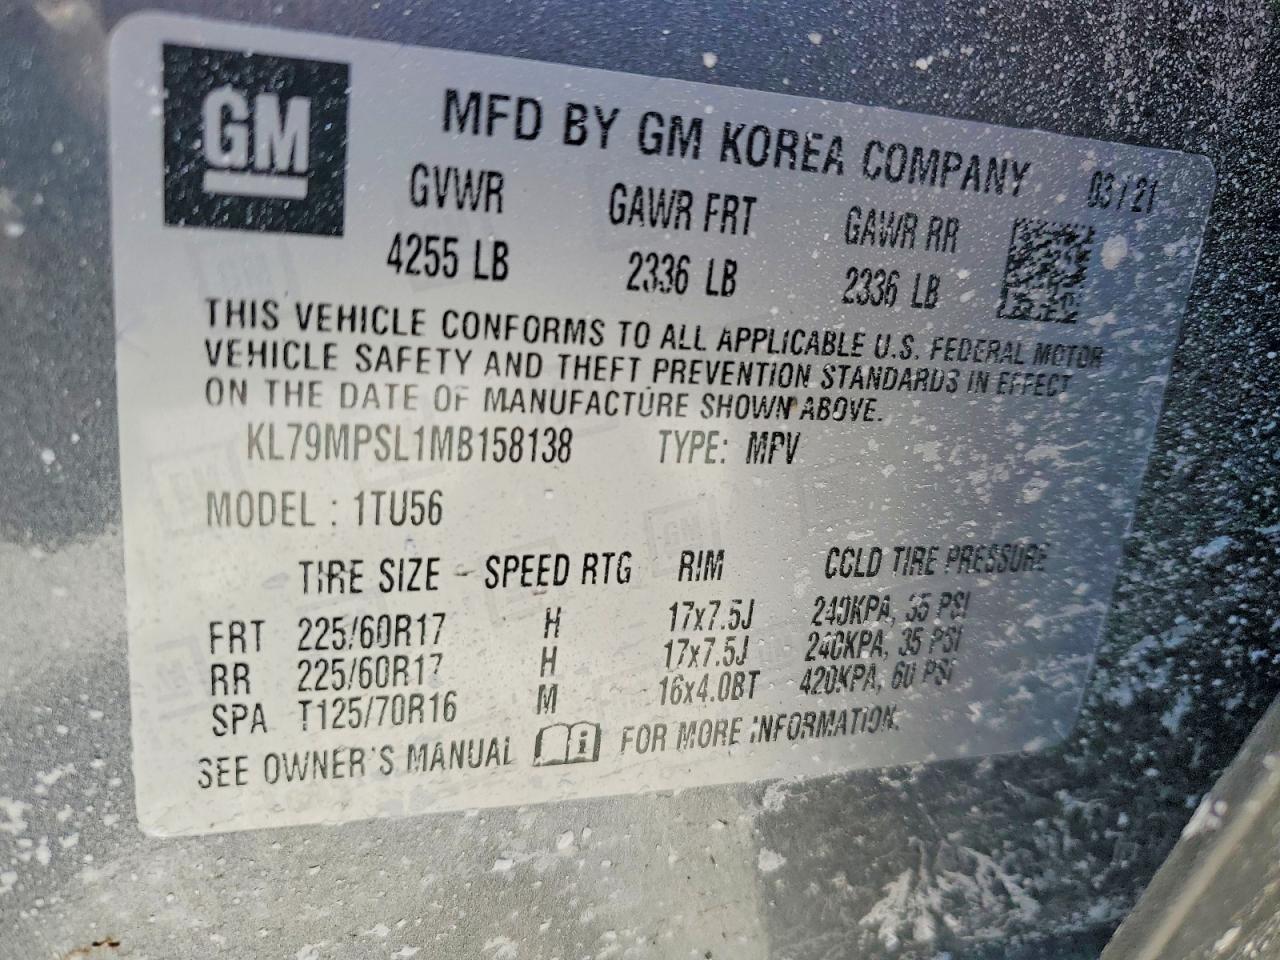 GM
MFD BY GM KOREA COMPANY 03/21
GVWR GAWR FRT GAWR RR
4255 LB 2336 LB 2336 LB
THIS VEHICLE CONFORMS TO ALL APPLICABLE U.S. FEDERAL MOTOR
VEHICLE SAFETY AND THEFT PREVENTION STANDARDS IN EFFECT
ON THE DATE OF MANUFACTURE SHOWN ABOVE.
KL79MPSL1MB158138 TYPE: MPV
MODEL : 1TU56
TIRE SIZE - SPEED RTG RIM COLD TIRE PRESSURE
FRT 225/60R17 H 17x7.5J 240KPA, 35 PSI
RR 225/60R17 H 17x7.5J 240KPA, 35 PSI
SPA T125/70R16 M 16x4.0BT 420KPA, 60 PSI
SEE OWNER'S MANUAL FOR MORE INFORMATION.